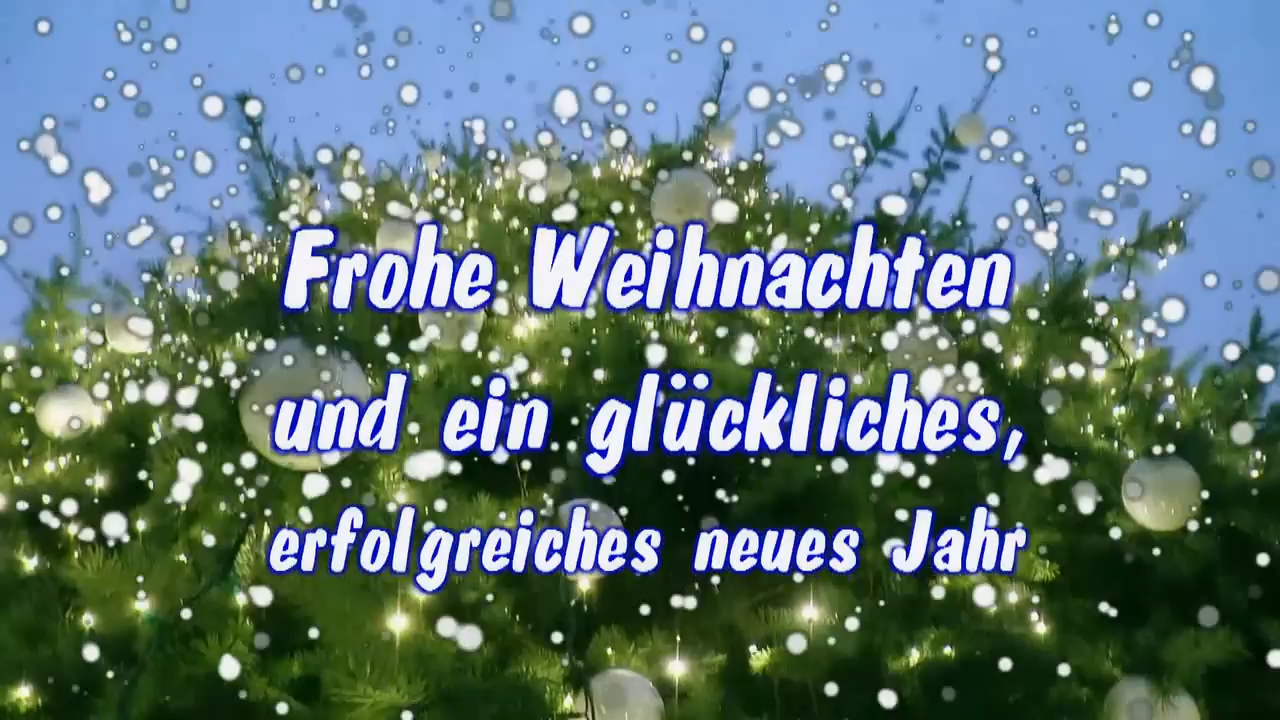 Frohe Weihnachten
und ein glückliches,
erfolgreiches neues Jahr